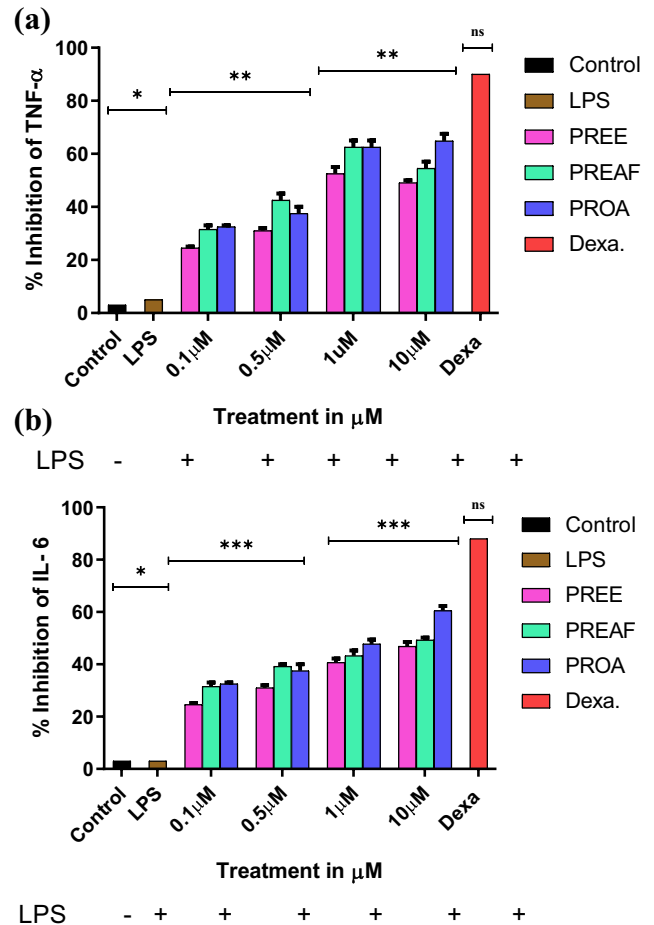 (a)
% Inhibition of TNF-α
100
80
60
40
20
0
*
**
**
ns
Control
LPS
PREE
PREAF
PROA
Dexa.
Control
LPS
0.1μM
0.5μM
1uM
10μM
Dexa
Treatment in μM
LPS - + + + + + +
(b)
% Inhibition of IL- 6
100
80
60
40
20
0
*
***
***
ns
Control
LPS
PREE
PREAF
PROA
Dexa.
Control
LPS
0.1μM
0.5μM
1μM
10μM
Dexa
Treatment in μM
LPS - + + + + + +